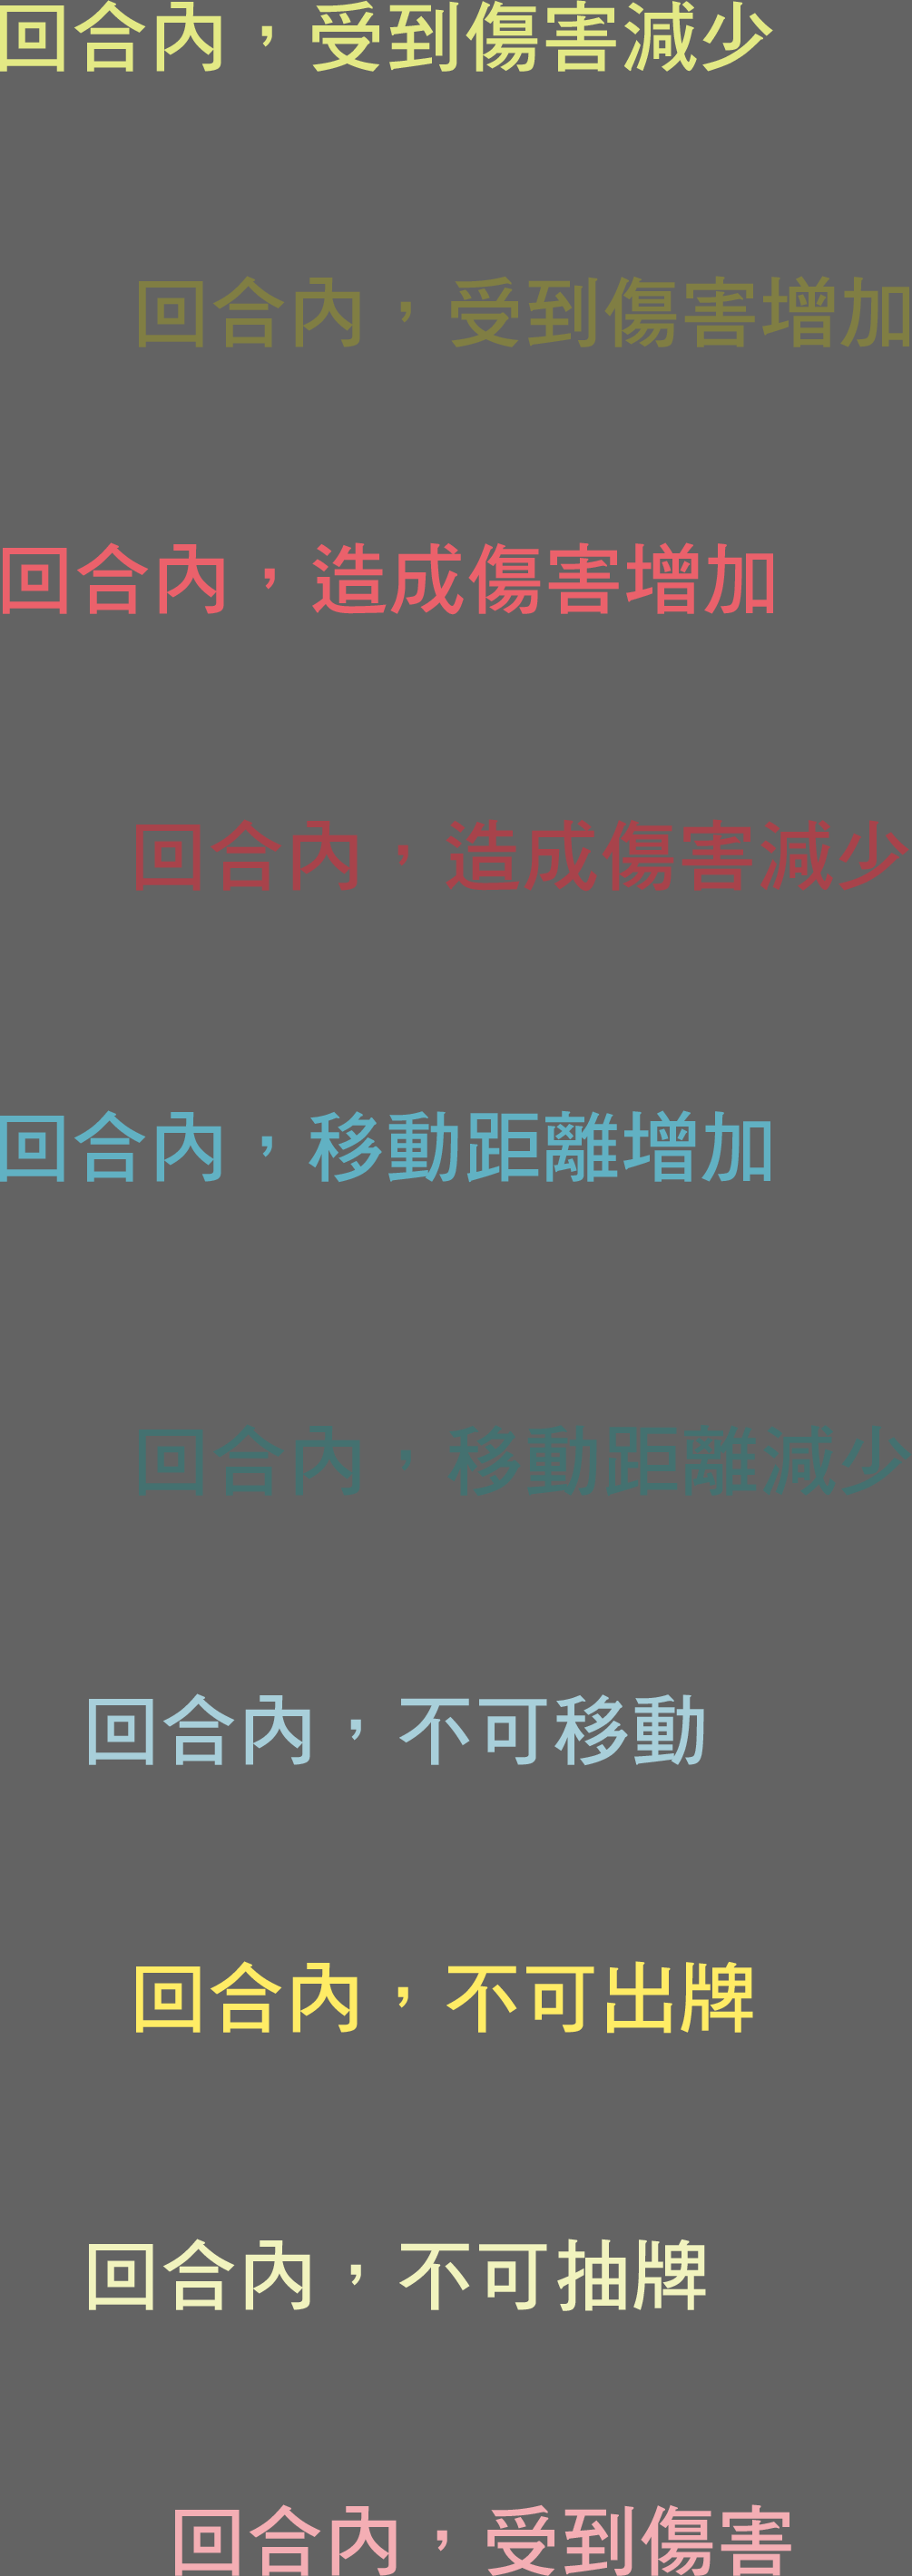 回合內，受到傷害減少
回合內，受到傷害增加
回合內，造成傷害增加
回合內，造成傷害減少
回合內，移動距離增加
回合內，移動距離減少
回合內，不可移動
回合內，不可出牌
回合內，不可抽牌
回合內，受到傷害